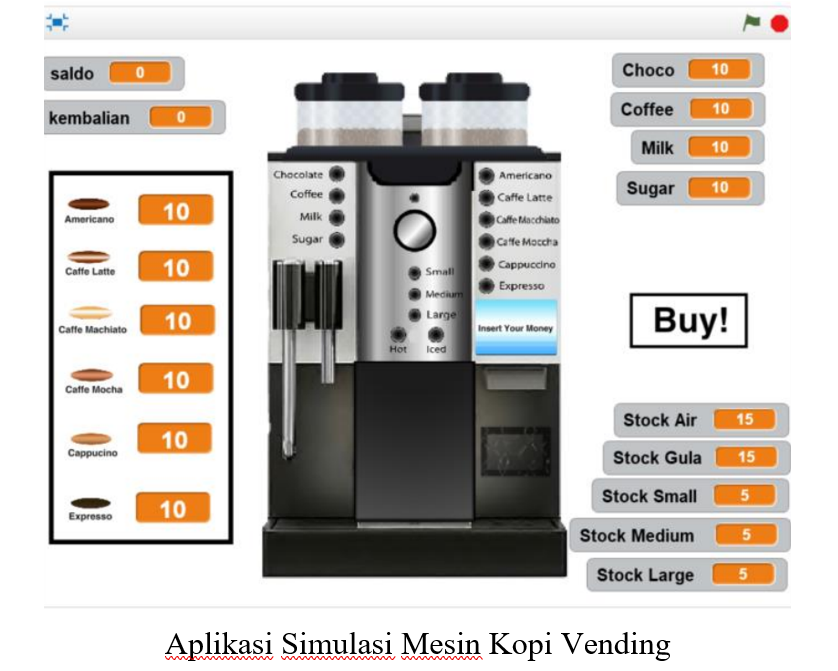 saldo 0
kembalian 0
Americano 10
Caffe Latte 10
Caffe Machiato 10
Caffe Mocha 10
Cappucino 10
Expresso 10
Chocolate
Coffee
Milk
Sugar
Small
Medium
Large
Hot Iced
Americano
Caffe Latte
Caffe Macchiato
Caffe Moccha
Cappuccino
Expresso
Insert Your Money
Choco 10
Coffee 10
Milk 10
Sugar 10
Buy!
Stock Air 15
Stock Gula 15
Stock Small 5
Stock Medium 5
Stock Large 5
Aplikasi Simulasi Mesin Kopi Vending